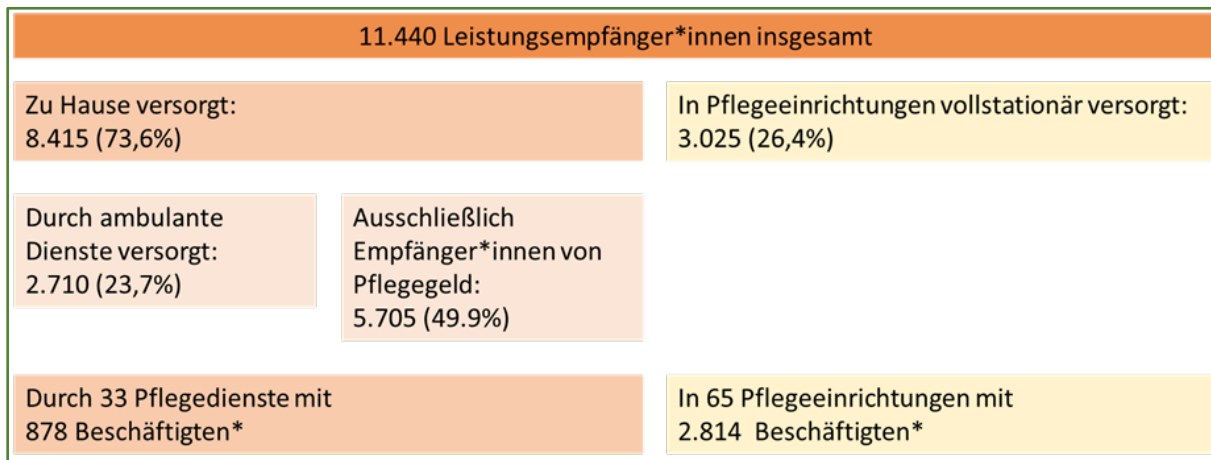 11.440 Leistungsempfänger*innen insgesamt
Zu Hause versorgt:
8.415 (73,6%)
In Pflegeeinrichtungen vollstationär versorgt:
3.025 (26,4%)
Durch ambulante
Dienste versorgt:
2.710 (23,7%)
Ausschließlich
Empfänger*innen von
Pflegegeld:
5.705 (49.9%)
Durch 33 Pflegedienste mit
878 Beschäftigten*
In 65 Pflegeeinrichtungen mit
2.814 Beschäftigten*